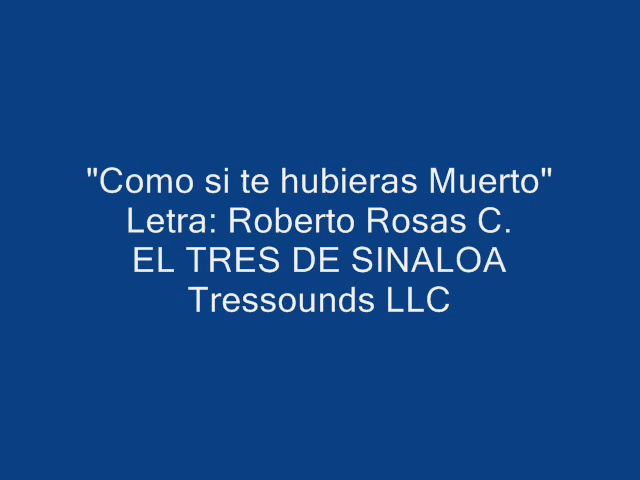 "Como si te hubieras Muerto"
Letra: Roberto Rosas C.
EL TRES DE SINALOA
Tressounds LLC